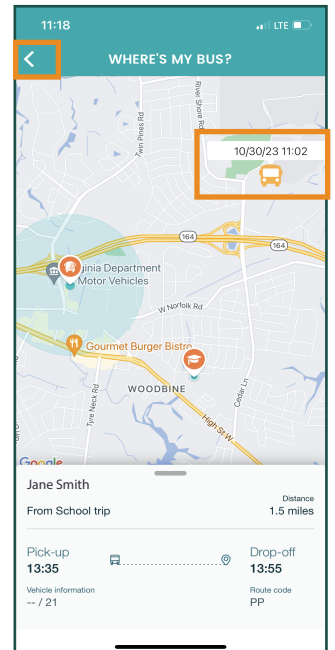 11:18
LTE
WHERE'S MY BUS?
River Shore Rd
Twin Pines Rd
10/30/23 11:02
164
164
ginia Department
Motor Vehicles
W Norfolk Rd
Gourmet Burger Bistro
WOODBINE
Cedar Ln
Tyre Neck Rd
High St W
Google
Jane Smith
Distance
From School trip
1.5 miles
Pick-up
Drop-off
13:35
13:55
Vehicle information
Route code
-- / 21
PP